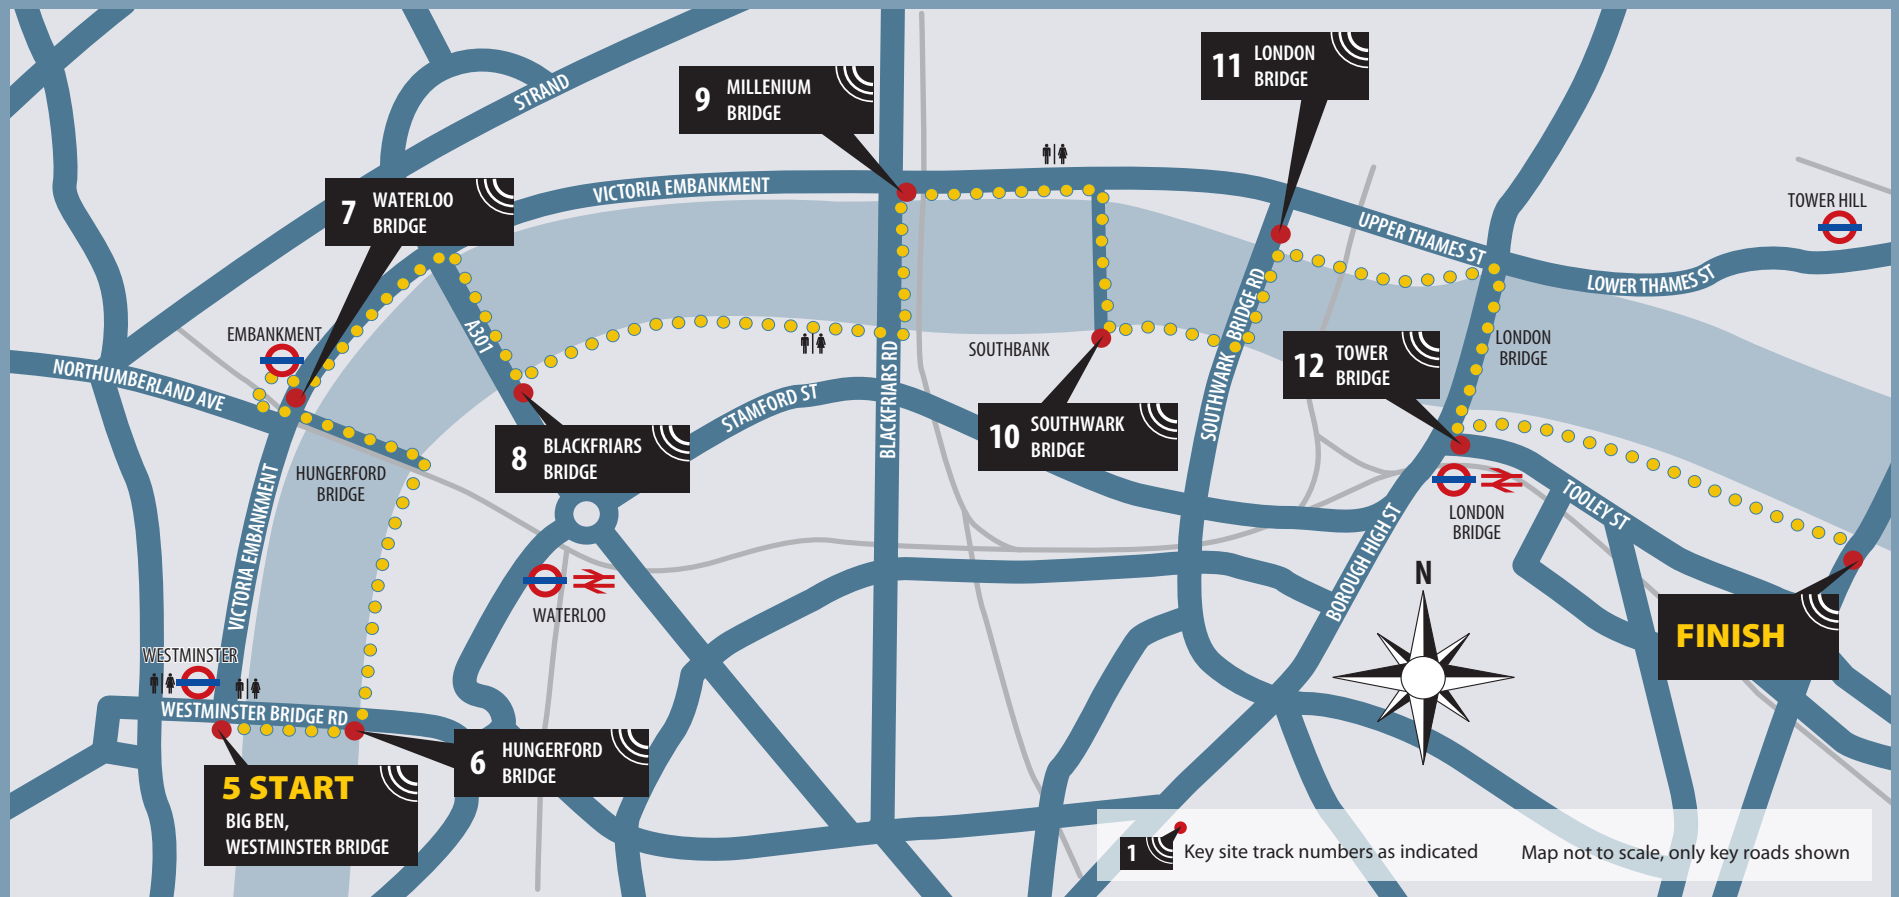 STRAND
9
MILLENIUM
BRIDGE
11
LONDON
BRIDGE
7
WATERLOO
BRIDGE
VICTORIA EMBANKMENT
UPPER THAMES ST
LOWER THAMES ST
TOWER HILL
EMBANKMENT
NORTHUMBERLAND AVE
A301
BLACKFRIARS RD
SOUTHBANK
SOUTHWARK BRIDGE RD
12
TOWER
BRIDGE
LONDON
BRIDGE
STAMFORD ST
10
SOUTHWARK
BRIDGE
8
BLACKFRIARS
BRIDGE
HUNGERFORD
BRIDGE
VICTORIA EMBANKMENT
LONDON
BRIDGE
TOOLEY ST
BOROUGH HIGH ST
N
WATERLOO
FINISH
WESTMINSTER
WESTMINSTER BRIDGE RD
6
HUNGERFORD
BRIDGE
5 START
BIG BEN,
WESTMINSTER BRIDGE
1
Key site track numbers as indicated
Map not to scale, only key roads shown